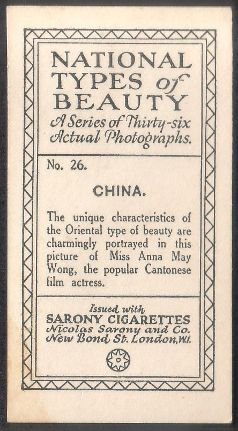 NATIONAL
TYPES of
BEAUTY
A Series of Thirty-six
Actual Photographs.
No. 26.
CHINA.
The unique characteristics of
the Oriental type of beauty are
charmingly portrayed in this
picture of Miss Anna May
Wong, the popular Cantonese
film actress.
Issued with
SARONY CIGARETTES
Nicolas Sarony and Co.
New Bond St. London, W.1.